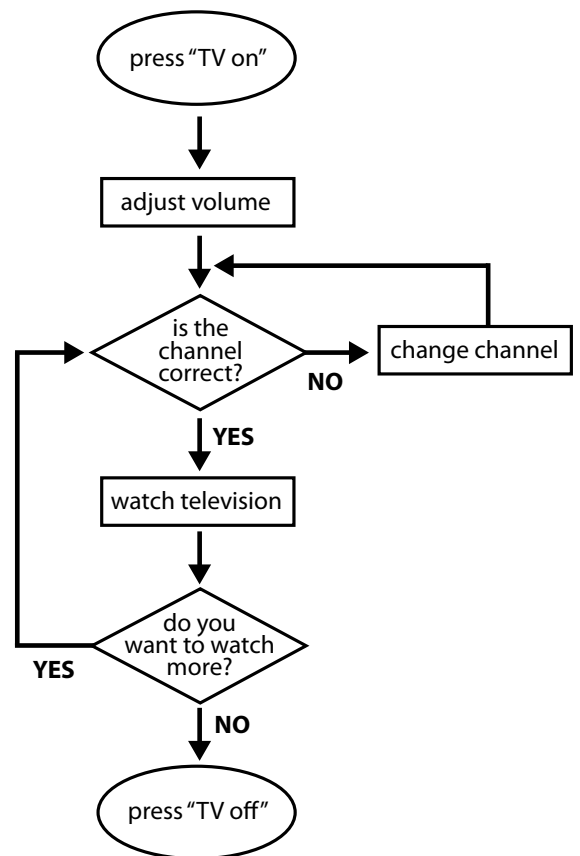 press “TV on”
adjust volume
is the
channel
correct?
NO
change channel
YES
watch television
do you
want to watch
more?
YES
NO
press “TV off”